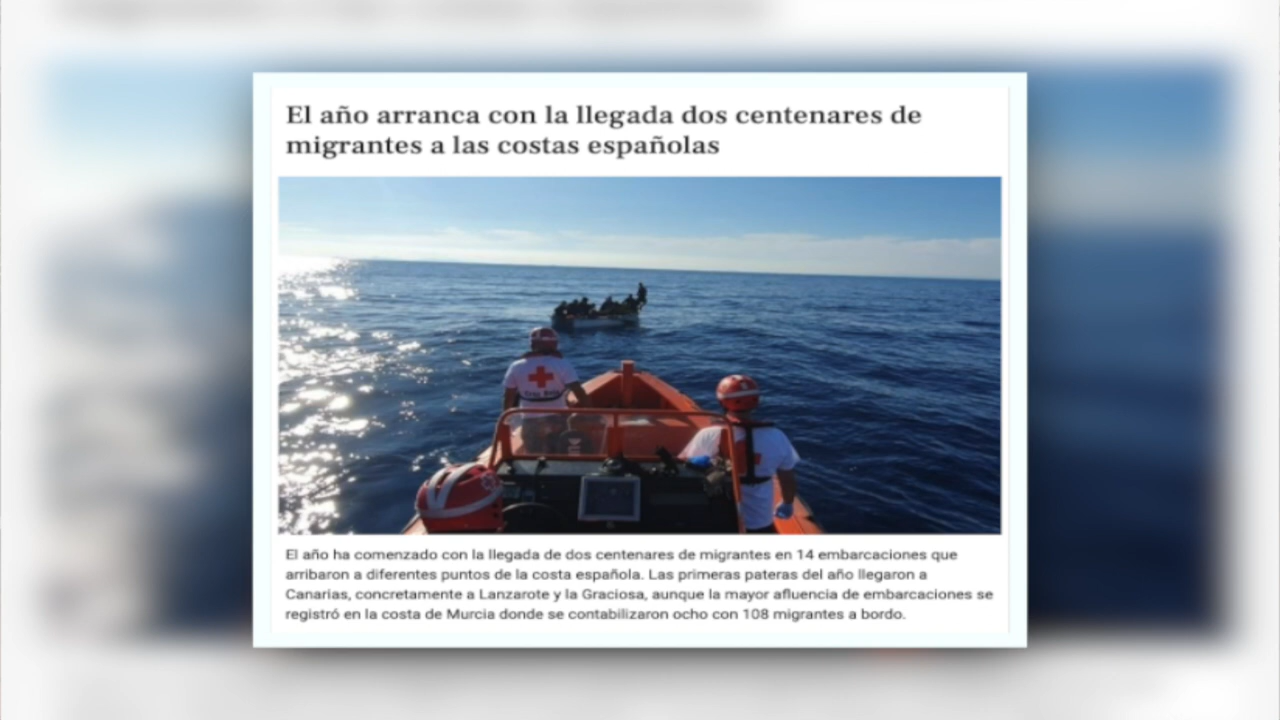 El año arranca con la llegada dos centenares de
migrantes a las costas españolas
El año ha comenzado con la llegada de dos centenares de migrantes en 14 embarcaciones que
arribaron a diferentes puntos de la costa española. Las primeras pateras del año llegaron a
Canarias, concretamente a Lanzarote y la Graciosa, aunque la mayor afluencia de embarcaciones se
registró en la costa de Murcia donde se contabilizaron ocho con 108 migrantes a bordo.